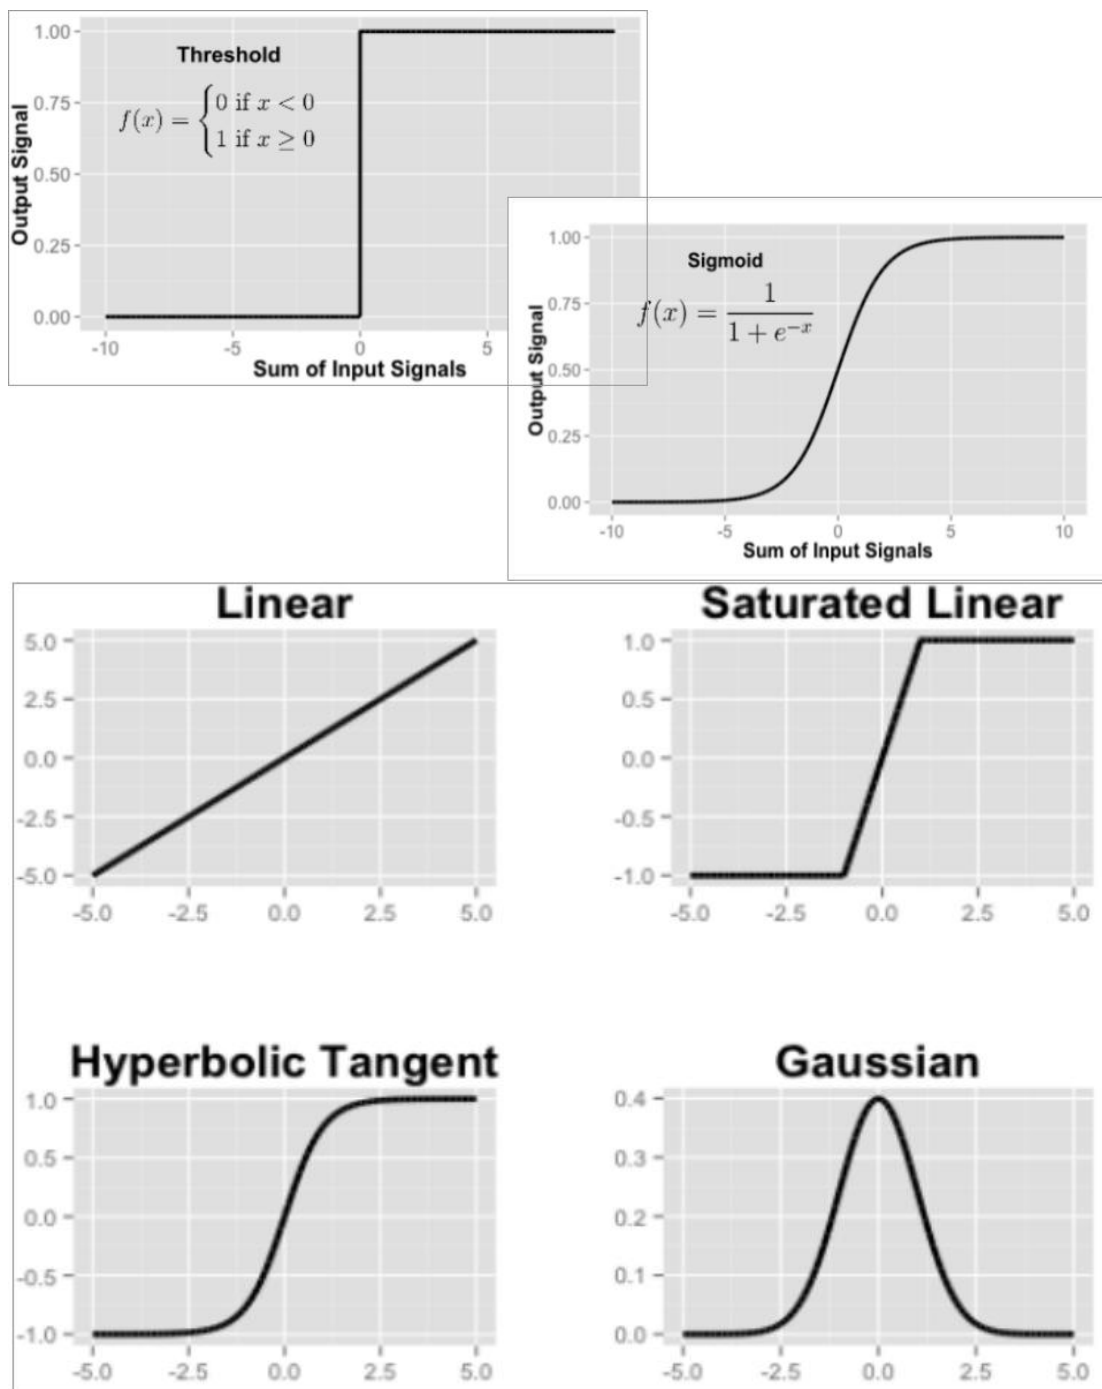 1.00
Threshold
0.75
f(x) = {0 if x < 0
1 if x ≥ 0
0.50
0.25
0.00
Output Signal
-10 -5 0 5
Sum of Input Signals
1.00
Sigmoid
0.75
f(x) = 1 / 1 + e^{-x}
0.50
0.25
0.00
Output Signal
-10 -5 0 5 10
Sum of Input Signals
Linear
5.0
2.5
0.0
-2.5
-5.0
-5.0 -2.5 0.0 2.5 5.0
Saturated Linear
1.0
0.5
0.0
-0.5
-1.0
-5.0 -2.5 0.0 2.5 5.0
Hyperbolic Tangent
1.0
0.5
0.0
-0.5
-1.0
-5.0 -2.5 0.0 2.5 5.0
Gaussian
0.4
0.3
0.2
0.1
0.0
-5.0 -2.5 0.0 2.5 5.0